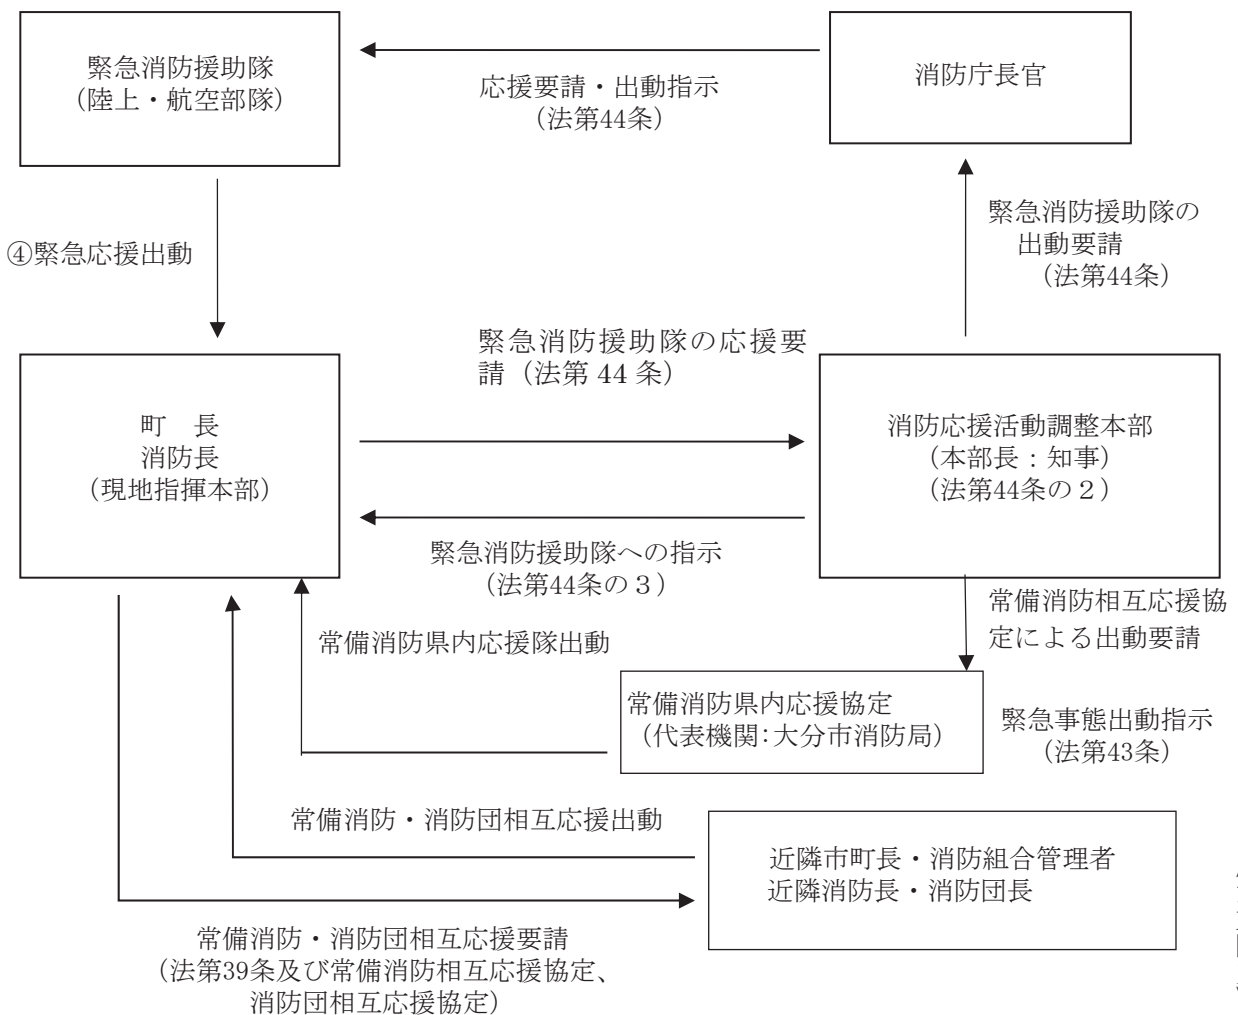 緊急消防援助隊
（陸上・航空部隊）
応援要請・出動指示
（法第44条）
消防庁長官
④緊急応援出動
緊急消防援助隊の
出動要請
（法第44条）
緊急消防援助隊の応援要
請（法第 44 条）
町　長
消防長
（現地指揮本部）
消防応援活動調整本部
（本部長：知事）
（法第44条の２）
緊急消防援助隊への指示
（法第44条の３）
常備消防相互応援協
定による出動要請
常備消防県内応援隊出動
常備消防県内応援協定
（代表機関：大分市消防局）
緊急事態出動指示
（法第43条）
常備消防・消防団相互応援出動
近隣市町長・消防組合管理者
近隣消防長・消防団長
常備消防・消防団相互応援要請
（法第39条及び常備消防相互応援協定、
消防団相互応援協定）